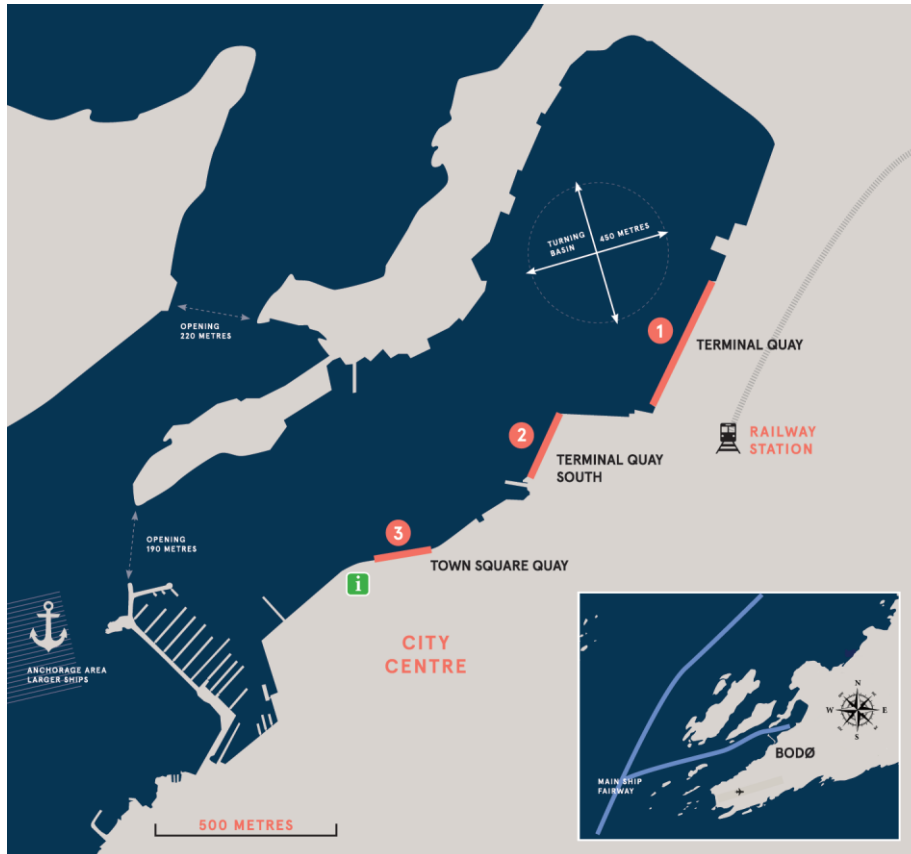 TURNING
BASIN
450 METRES
1
TERMINAL QUAY
OPENING
220 METRES
2
TERMINAL QUAY
SOUTH
RAILWAY
STATION
3
TOWN SQUARE QUAY
OPENING
190 METRES
i
ANCHORAGE AREA
LARGER SHIPS
CITY
CENTRE
500 METRES
N
W
E
S
BODØ
MAIN SHIP
FAIRWAY